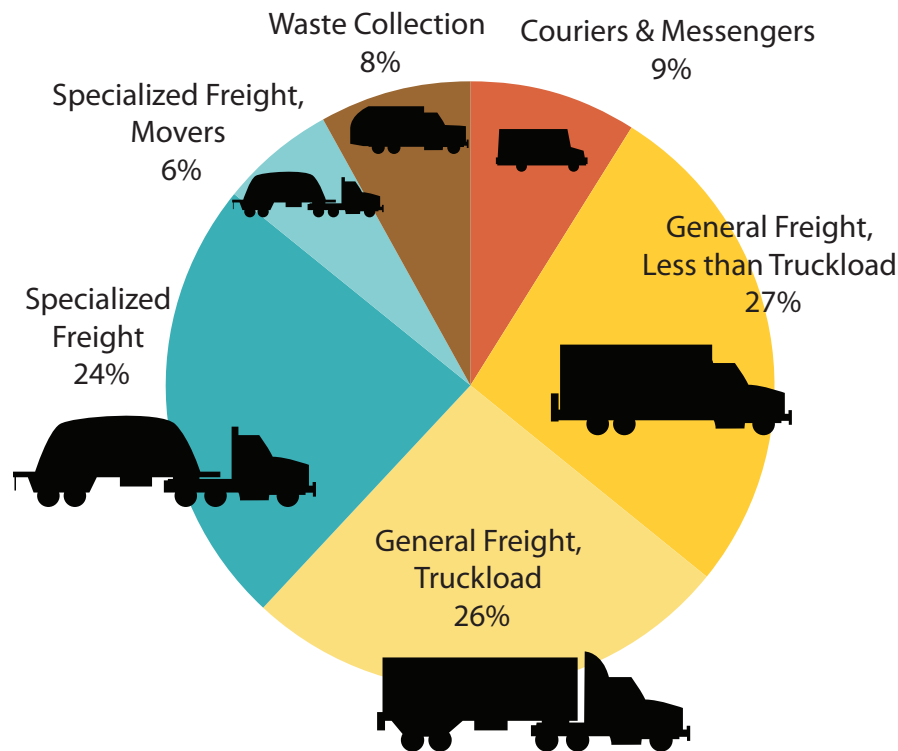 Waste Collection
8%
Couriers & Messengers
9%
Specialized Freight,
Movers
6%
General Freight,
Less than Truckload
27%
Specialized
Freight
24%
General Freight,
Truckload
26%